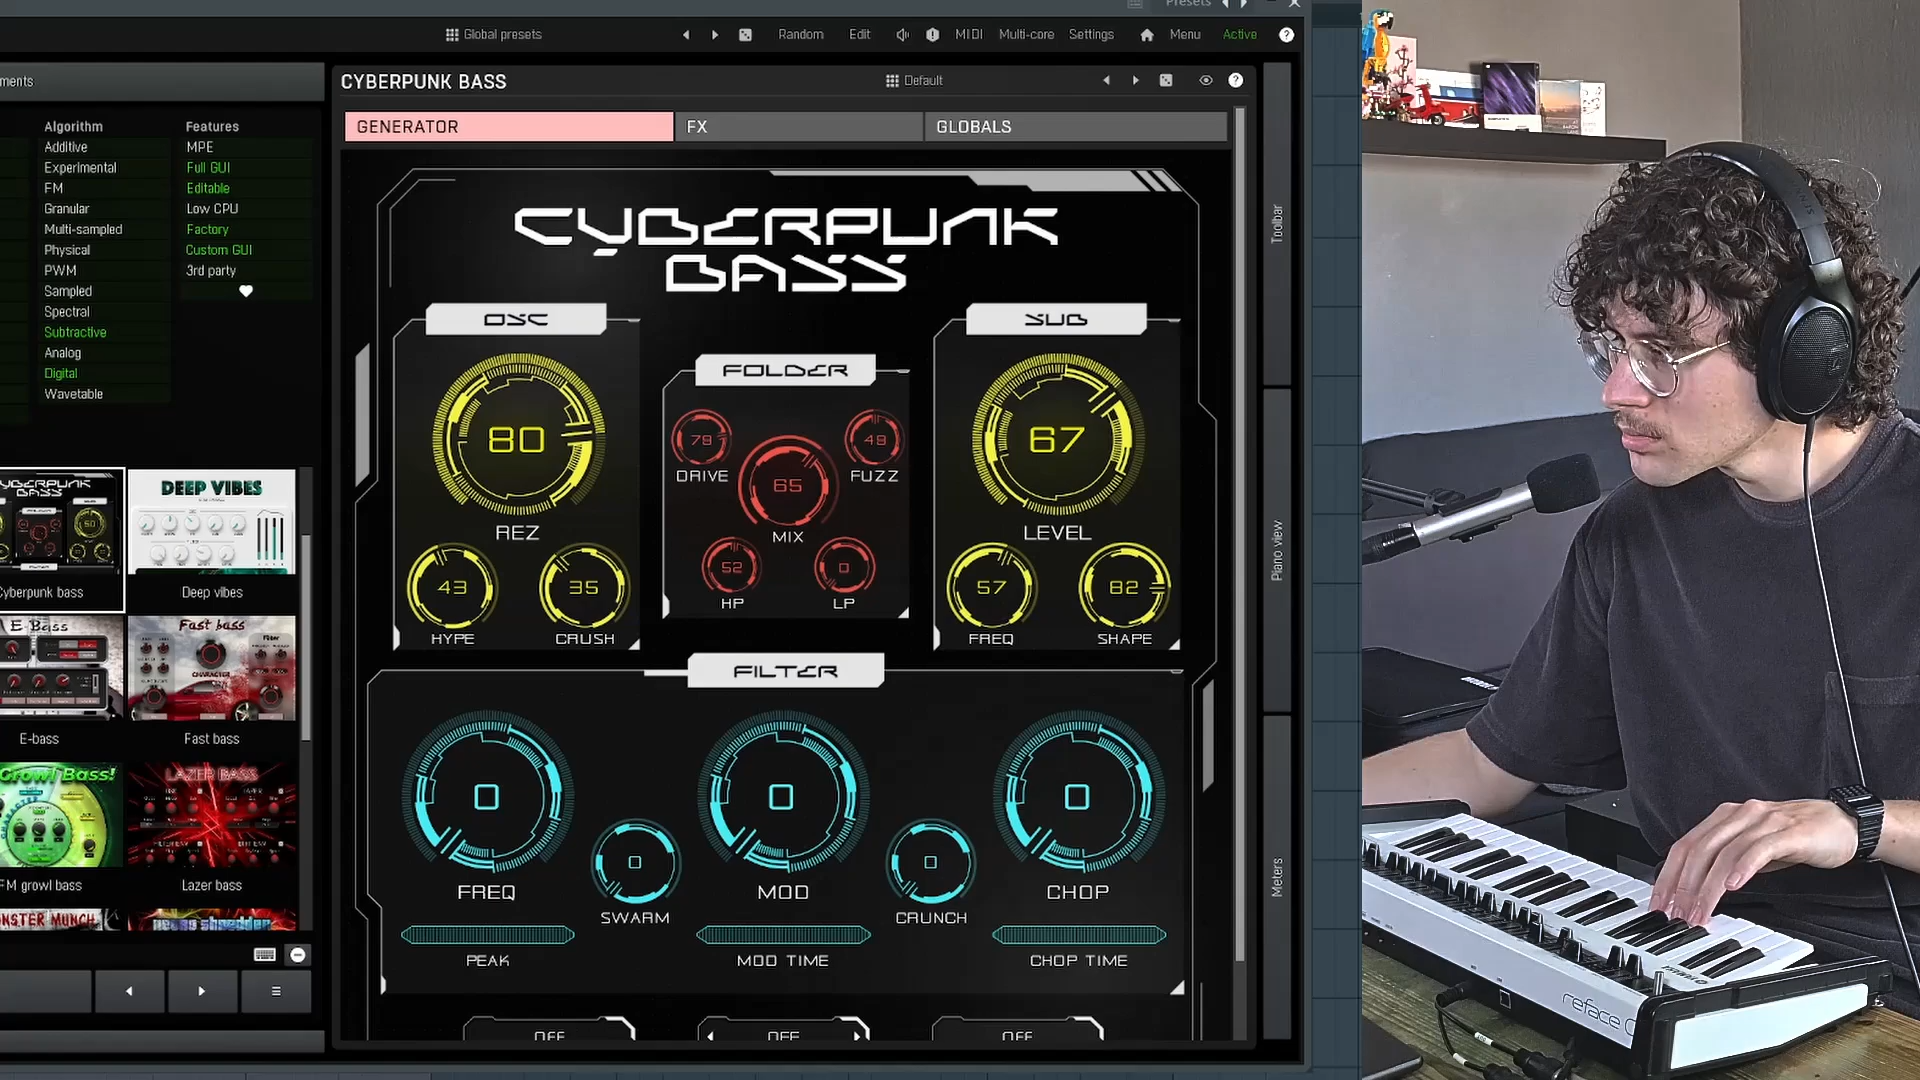 Presets
Global presets
Random
Edit
MIDI
Multi-core
Settings
Menu
Active
?
ments
CYBERPUNK BASS
Default
?
GENERATOR
FX
GLOBALS
Algorithm
Additive
Experimental
FM
Granular
Multi-sampled
Physical
PWM
Sampled
Spectral
Subtractive
Analog
Digital
Wavetable
Features
MPE
Full GUI
Editable
Low CPU
Factory
Custom GUI
3rd party
CYBERPUNK
BASS
OSC
80
REZ
43
HYPE
35
CRUSH
FOLDER
79
DRIVE
49
FUZZ
65
MIX
52
HP
0
LP
SUB
67
LEVEL
57
FREQ
82
SHAPE
FILTER
0
FREQ
0
SWARM
0
MOD
0
CRUNCH
0
CHOP
PEAK
MOD TIME
CHOP TIME
OFF
OFF
OFF
Toolbar
Piano view
Meters
CYBERPUNK
BASS
Cyberpunk bass
DEEP VIBES
Deep vibes
E-Bass
E-bass
Fast bass
CHARACTER
Fast bass
Growl Bass!
FM growl bass
LAZER BASS
Lazer bass
MONSTER MUNCH
reface
YAMAHA